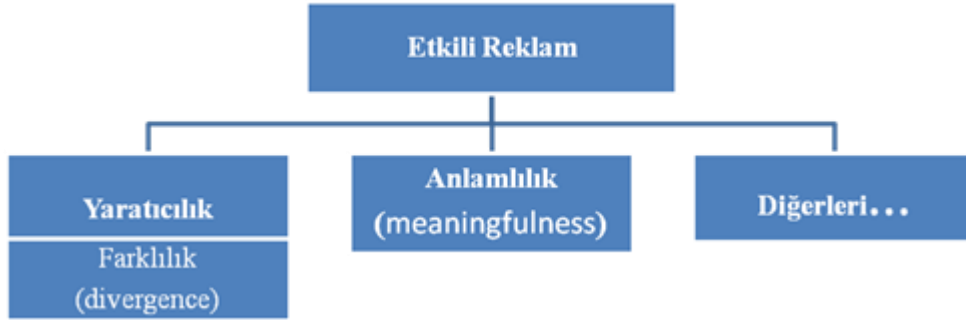 Etkili Reklam
Yaratıcılık
Farklılık
(divergence)
Anlamlılık
(meaningfulness)
Diğerleri...